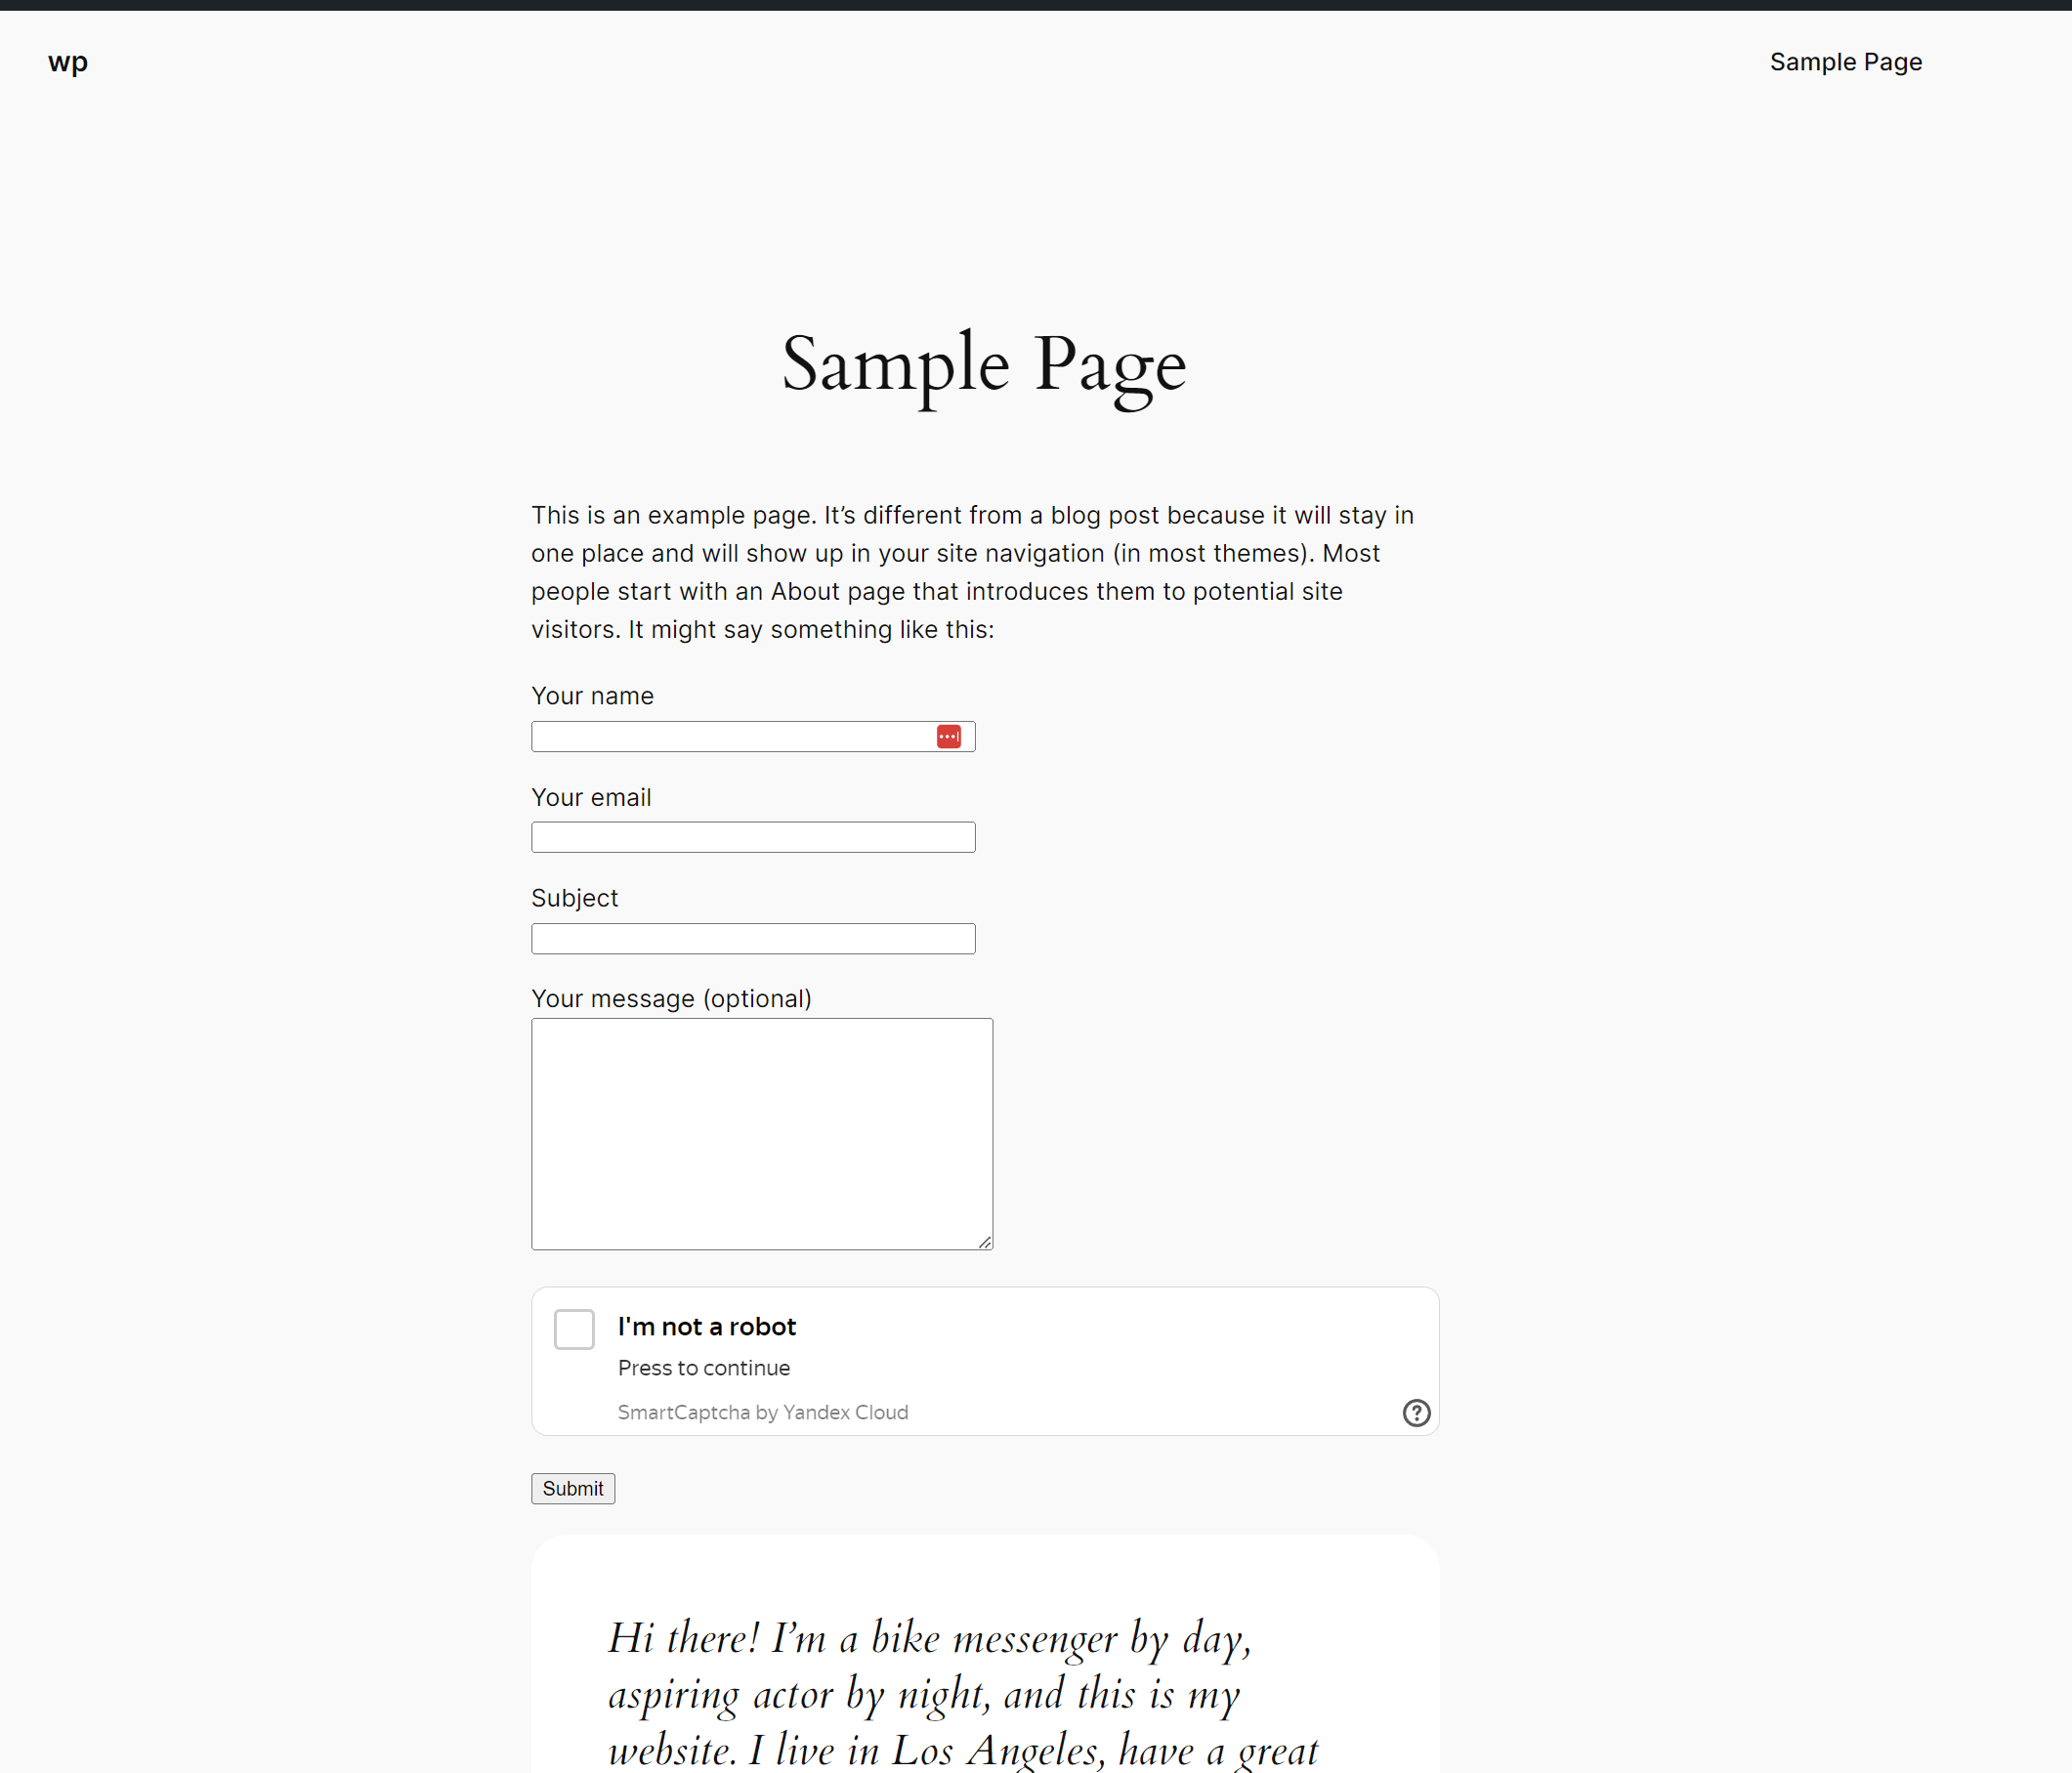 wp
Sample Page
Sample Page
This is an example page. It’s different from a blog post because it will stay in
one place and will show up in your site navigation (in most themes). Most
people start with an About page that introduces them to potential site
visitors. It might say something like this:
Your name
Your email
Subject
Your message (optional)
I'm not a robot
Press to continue
SmartCaptcha by Yandex Cloud
Submit
Hi there! I’m a bike messenger by day,
aspiring actor by night, and this is my
website. I live in Los Angeles, have a great